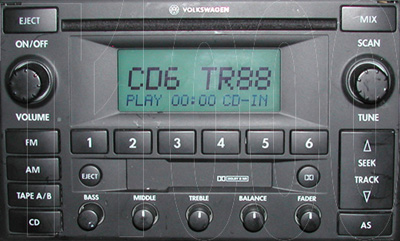 VOLKSWAGEN
EJECT
MIX
ON/OFF
SCAN
CD6 TR88
PLAY 00:00 CD-IN
VOLUME
TUNE
FM
1 2 3 4 5 6
SEEK
AM
EJECT
TRACK
TAPE A/B
BASS MIDDLE TREBLE BALANCE FADER
CD
AS